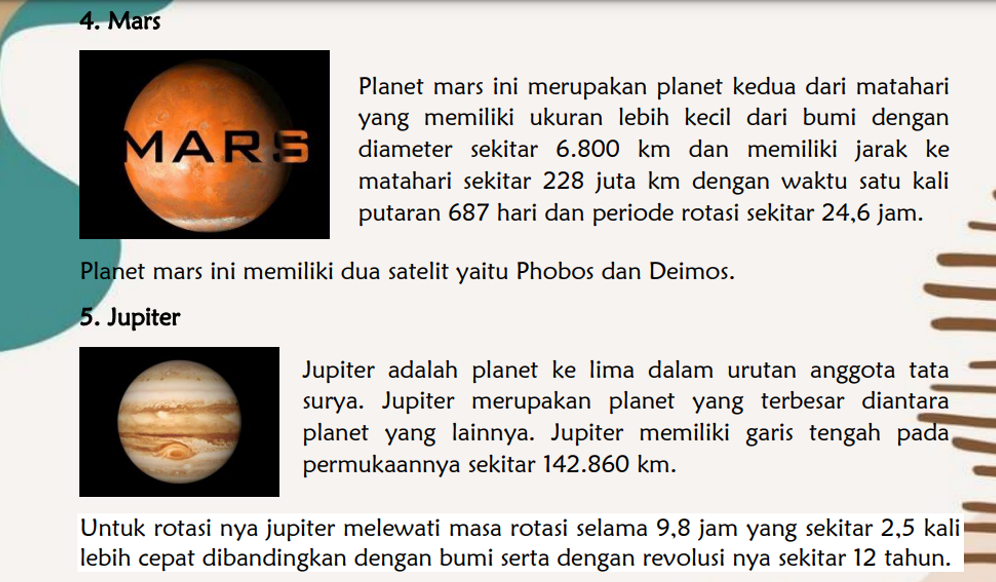 4. Mars
MARS
Planet mars ini merupakan planet kedua dari matahari
yang memiliki ukuran lebih kecil dari bumi dengan
diameter sekitar 6.800 km dan memiliki jarak ke
matahari sekitar 228 juta km dengan waktu satu kali
putaran 687 hari dan periode rotasi sekitar 24,6 jam.
Planet mars ini memiliki dua satelit yaitu Phobos dan Deimos.
5. Jupiter
Jupiter adalah planet ke lima dalam urutan anggota tata
surya. Jupiter merupakan planet yang terbesar diantara
planet yang lainnya. Jupiter memiliki garis tengah pada
permukaannya sekitar 142.860 km.
Untuk rotasi nya jupiter melewati masa rotasi selama 9,8 jam yang sekitar 2,5 kali
lebih cepat dibandingkan dengan bumi serta dengan revolusi nya sekitar 12 tahun.